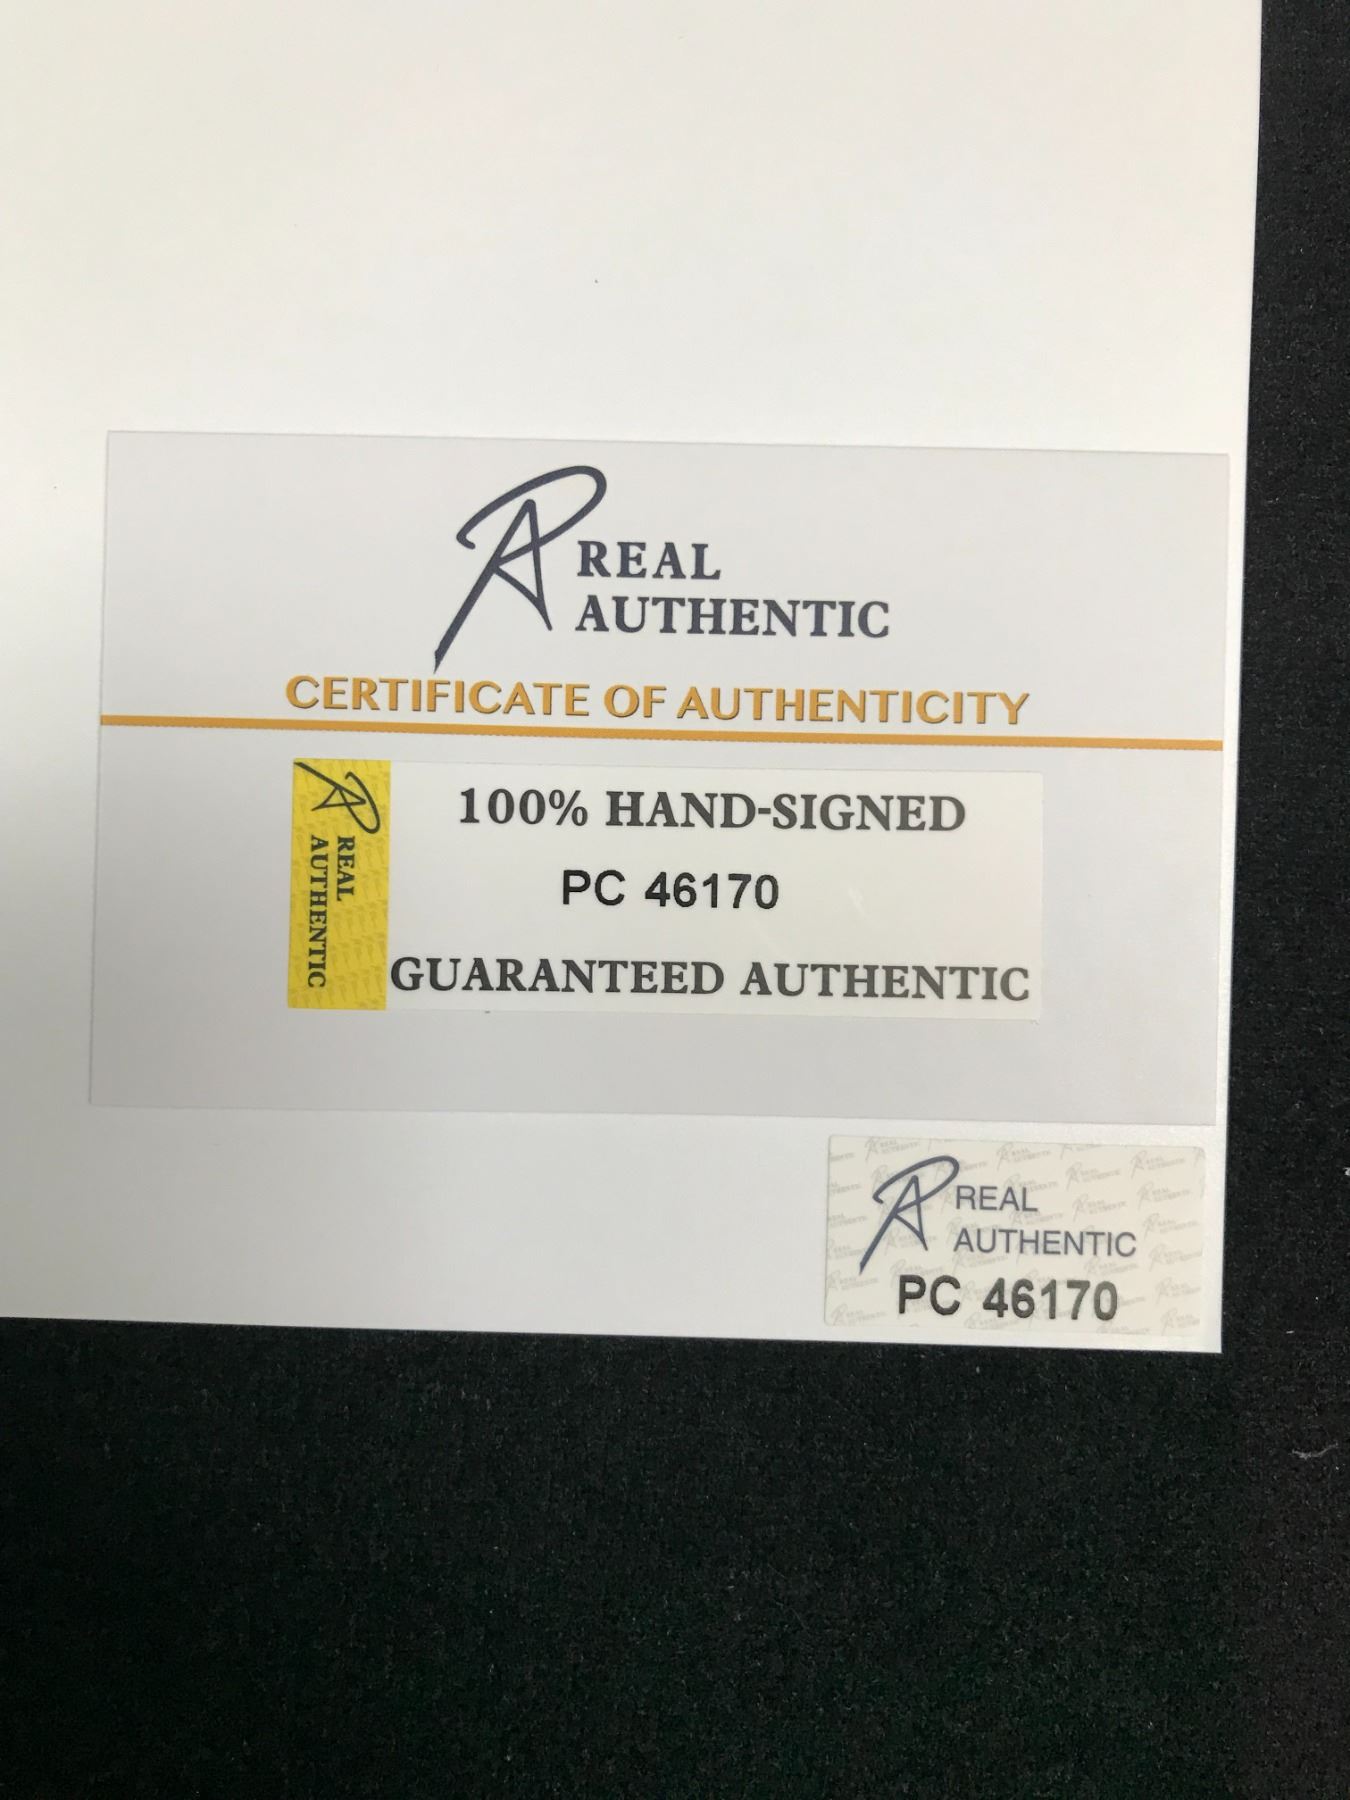 REAL
AUTHENTIC
CERTIFICATE OF AUTHENTICITY
REAL
AUTHENTIC
100% HAND-SIGNED
PC 46170
GUARANTEED AUTHENTIC
REAL
AUTHENTIC
PC 46170